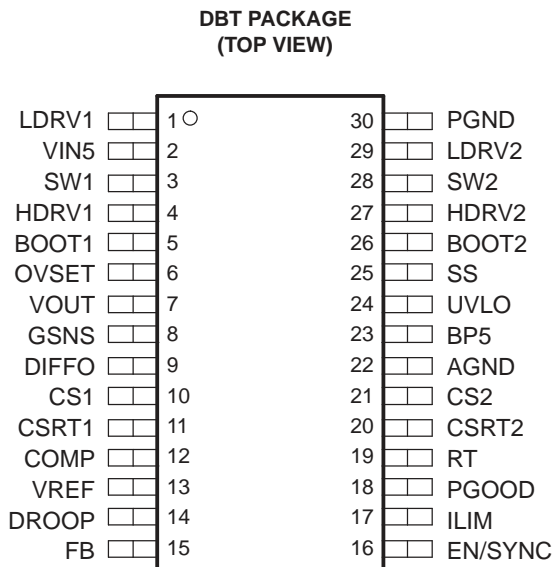 DBT PACKAGE
(TOP VIEW)
LDRV1 1 30 PGND
VIN5 2 29 LDRV2
SW1 3 28 SW2
HDRV1 4 27 HDRV2
BOOT1 5 26 BOOT2
OVSET 6 25 SS
VOUT 7 24 UVLO
GSNS 8 23 BP5
DIFFO 9 22 AGND
CS1 10 21 CS2
CSRT1 11 20 CSRT2
COMP 12 19 RT
VREF 13 18 PGOOD
DROOP 14 17 ILIM
FB 15 16 EN/SYNC